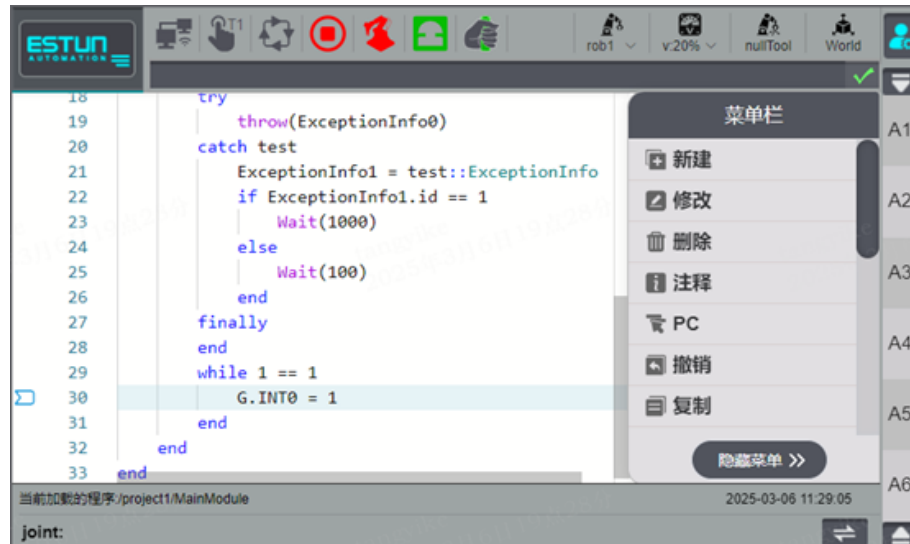 ESTUN
AUTOMATION
T1
rob1
v:20%
nullTool
World
18 try
19 throw(ExceptionInfo0)
20 catch test
21 ExceptionInfo1 = test::ExceptionInfo
22 if ExceptionInfo1.id == 1
23 Wait(1000)
24 else
25 Wait(100)
26 end
27 finally
28 end
29 while 1 == 1
30 G.INT0 = 1
31 end
32 end
33 end
菜单栏
新建
修改
删除
注释
PC
撤销
复制
隐藏菜单
A1
A2
A3
A4
A5
A6
当前加载的程序:/project1/MainModule
2025-03-06 11:29:05
joint: